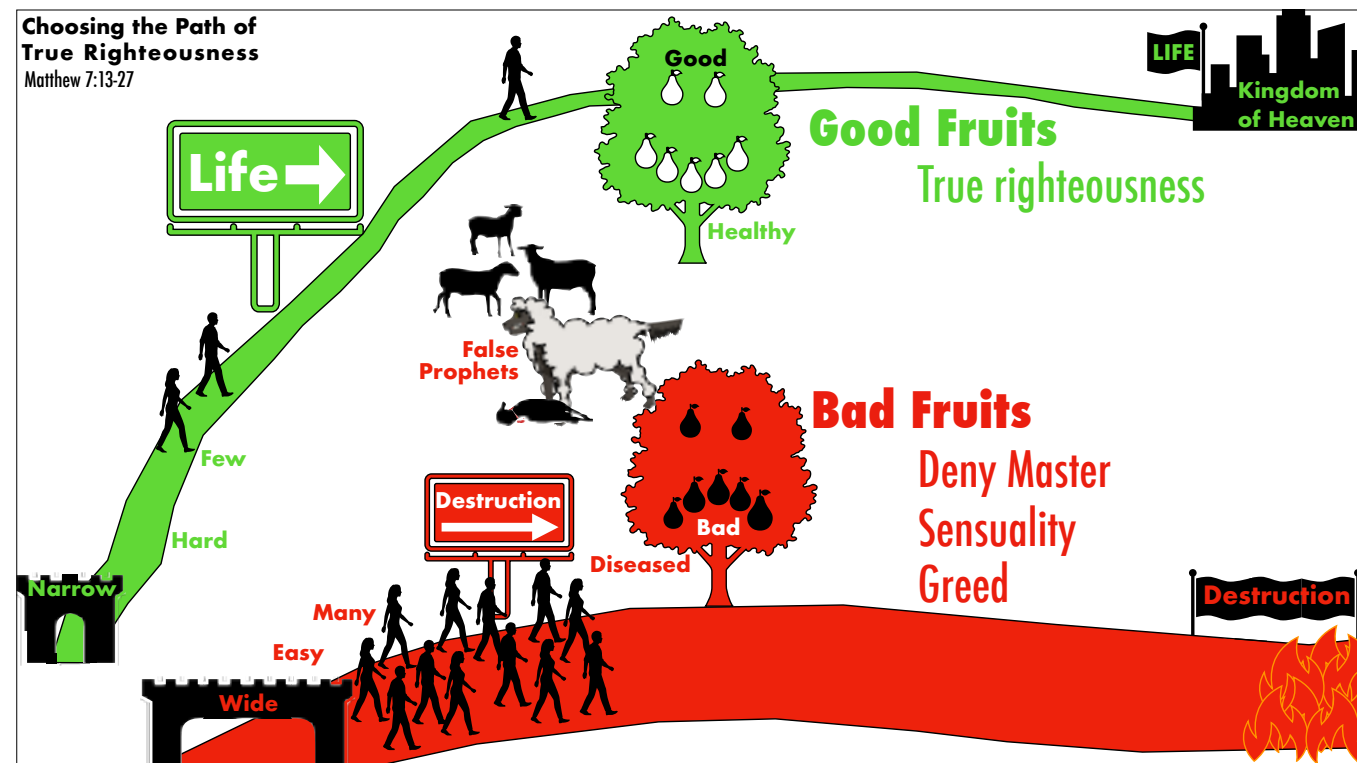 Choosing the Path of
True Righteousness
Matthew 7:13-27
Good
LIFE
Kingdom
of Heaven
Good Fruits
True righteousness
Life
Healthy
False
Prophets
Few
Hard
Narrow
Bad Fruits
Deny Master
Sensuality
Greed
Destruction
Bad
Diseased
Many
Easy
Wide
Destruction